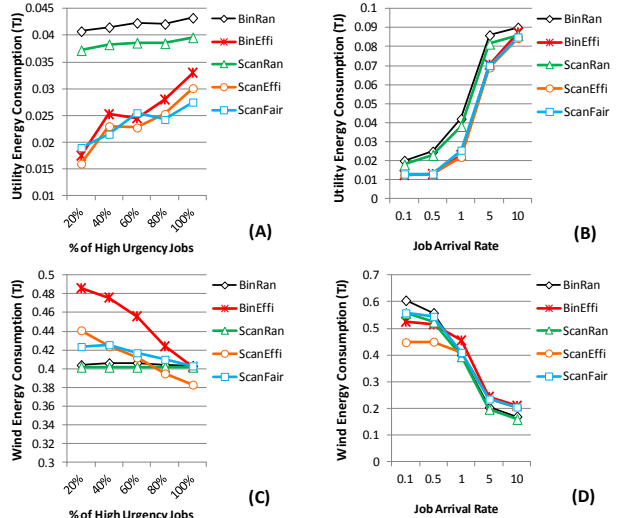 Utility Energy Consumption (TJ)
0.045
0.04
0.035
0.03
0.025
0.02
0.015
0.01
20%
40%
60%
80%
100%
% of High Urgency Jobs
(A)
BinRan
BinEffi
ScanRan
ScanEffi
ScanFair
Utility Energy Consumption (TJ)
0.1
0.09
0.08
0.07
0.06
0.05
0.04
0.03
0.02
0.01
0
0.1
0.5
1
5
10
Job Arrival Rate
(B)
BinRan
BinEffi
ScanRan
ScanEffi
ScanFair
Wind Energy Consumption (TJ)
0.5
0.48
0.46
0.44
0.42
0.4
0.38
0.36
0.34
0.32
0.3
20%
40%
60%
80%
100%
% of High Urgency Jobs
(C)
BinRan
BinEffi
ScanRan
ScanEffi
ScanFair
Wind Energy Consumption (TJ)
0.7
0.6
0.5
0.4
0.3
0.2
0.1
0
0.1
0.5
1
5
10
Job Arrival Rate
(D)
BinRan
BinEffi
ScanRan
ScanEffi
ScanFair